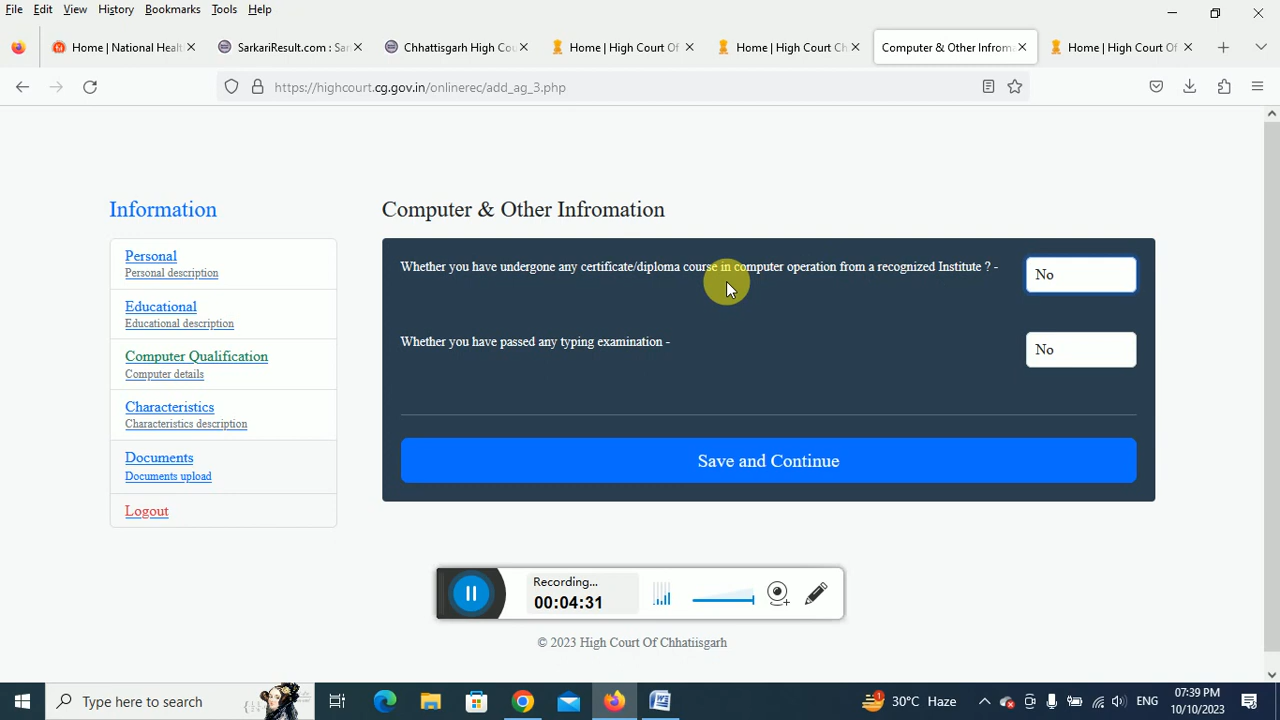 File Edit View History Bookmarks Tools Help
Home | National Healt
SarkariResult.com : Sar
Chhattisgarh High Cou
Home | High Court Of
Home | High Court Ch
Computer & Other Infrom
Home | High Court Of
https://highcourt.cg.gov.in/onlinerec/add_ag_3.php
Information
Personal
Personal description
Educational
Educational description
Computer Qualification
Computer details
Characteristics
Characteristics description
Documents
Documents upload
Logout
Computer & Other Infromation
Whether you have undergone any certificate/diploma course in computer operation from a recognized Institute ? -
No
Whether you have passed any typing examination -
No
Save and Continue
Recording...
00:04:31
© 2023 High Court Of Chhatiisgarh
Type here to search
1
30°C Haze
ENG
07:39 PM
10/10/2023
1